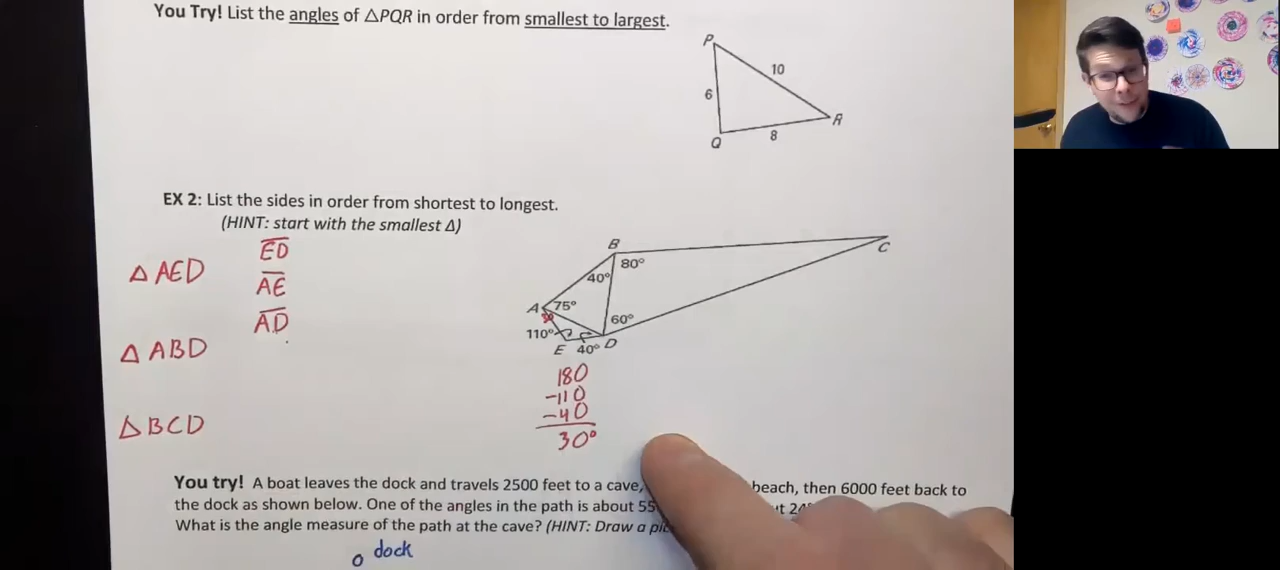 You Try! List the angles of △PQR in order from smallest to largest.
P
10
6
R
8
Q
EX 2: List the sides in order from shortest to longest.
(HINT: start with the smallest Δ)
ED
△ AED
AE
AD
△ ABD
△ BCD
B
C
80°
40°
A
75°
60°
110°
E
40°
D
180
-110
-40
30°
You try! A boat leaves the dock and travels 2500 feet to a cave, beach, then 6000 feet back to
the dock as shown below. One of the angles in the path is about 55
What is the angle measure of the path at the cave? (HINT: Draw a
dock